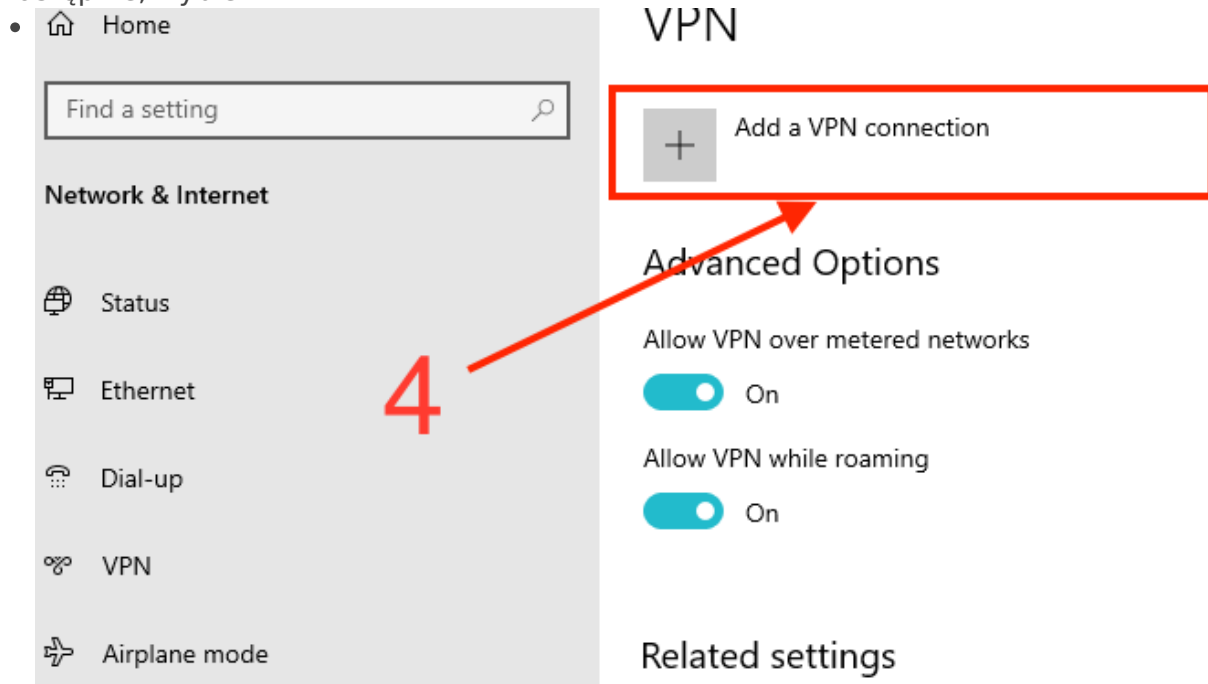 Home
Find a setting
Network & Internet
Status
Ethernet
Dial-up
VPN
Airplane mode
4
VPN
Add a VPN connection
Advanced Options
Allow VPN over metered networks
On
Allow VPN while roaming
On
Related settings